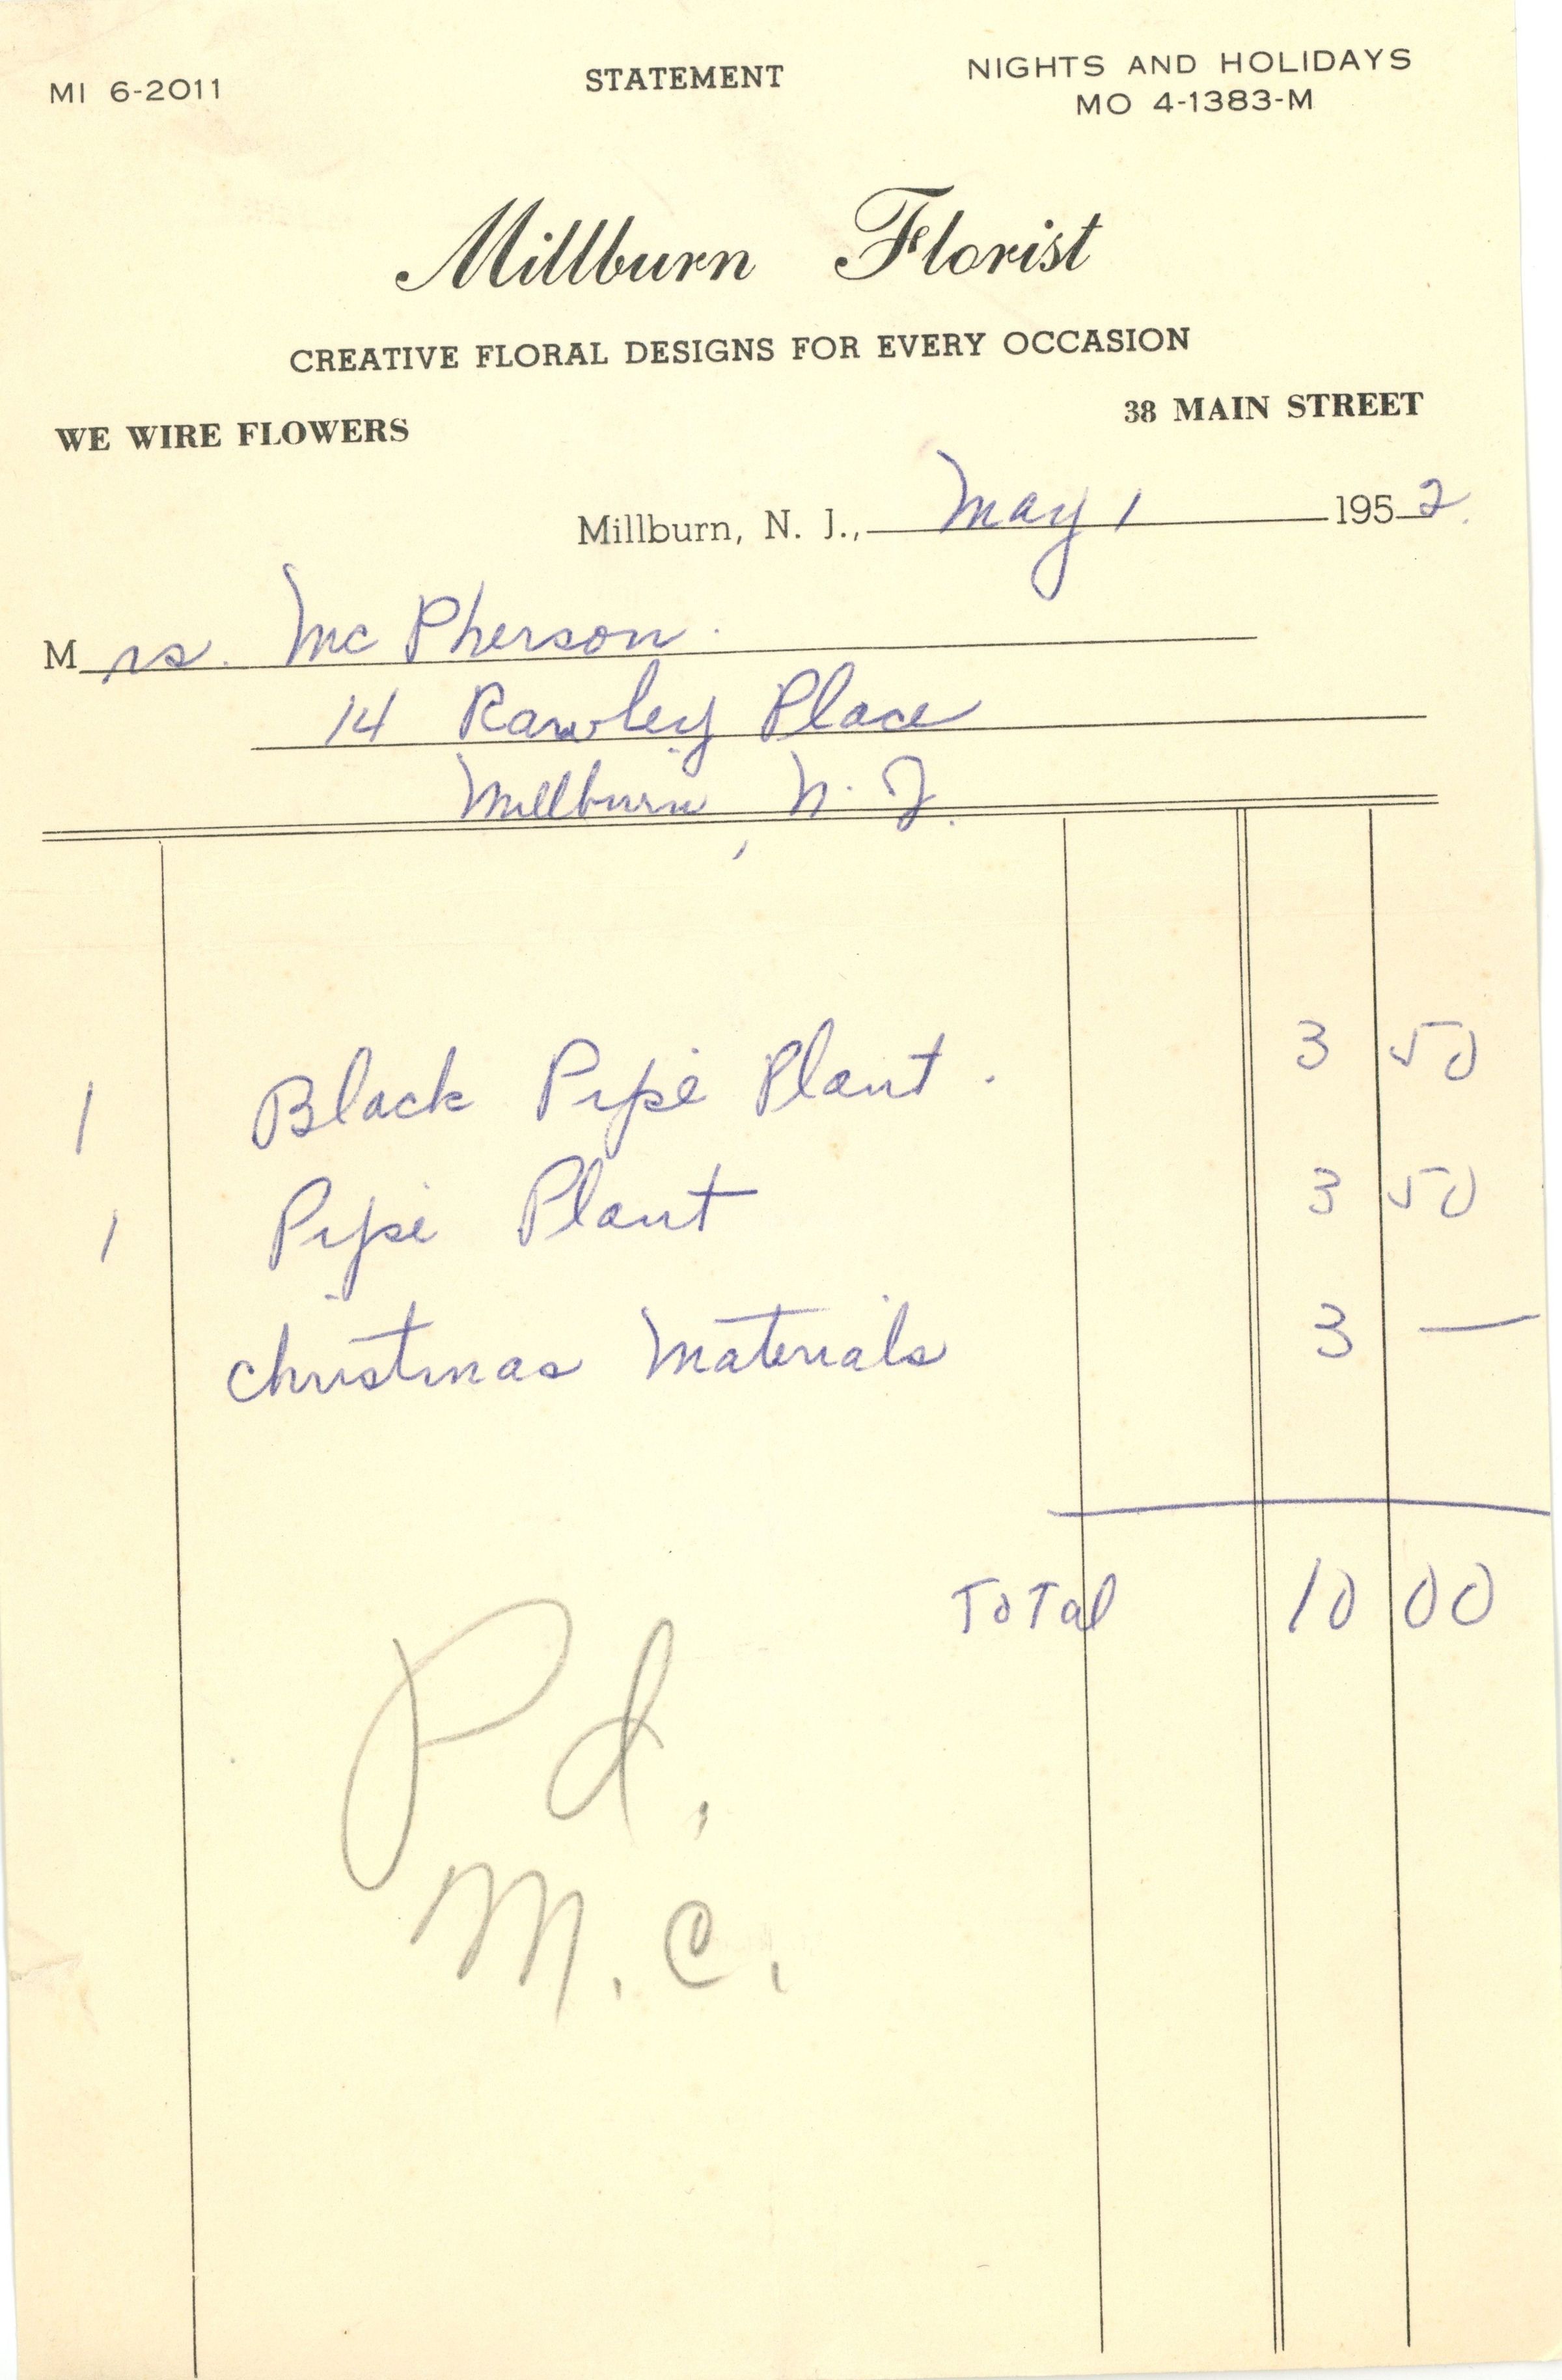 MI 6-2011 STATEMENT NIGHTS AND HOLIDAYS
MO 4-1383-M
Millburn Florist
CREATIVE FLORAL DESIGNS FOR EVERY OCCASION
WE WIRE FLOWERS 38 MAIN STREET
Millburn, N. J., May 1 1952.
Mrs. Mc Pherson.
14 Rawley Place
Millburn, N. J.
1 Black Pipe Plant. 3 50
1 Pipe Plant 3 50
Christmas Materials 3 —
Total 10 00
Pd.
M.C.